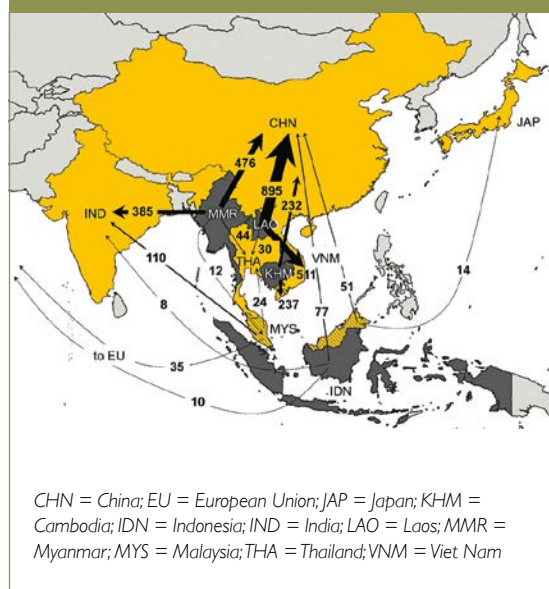 CHN
JAP
476
895
232
385
IND
MMR
LAO
44
30
VNM
THA
KHM
511
110
12
24
237
14
8
MYS
51
77
to EU
35
IDN
10
CHN = China; EU = European Union; JAP = Japan; KHM =
Cambodia; IDN = Indonesia; IND = India; LAO = Laos; MMR =
Myanmar; MYS = Malaysia; THA = Thailand; VNM = Viet Nam